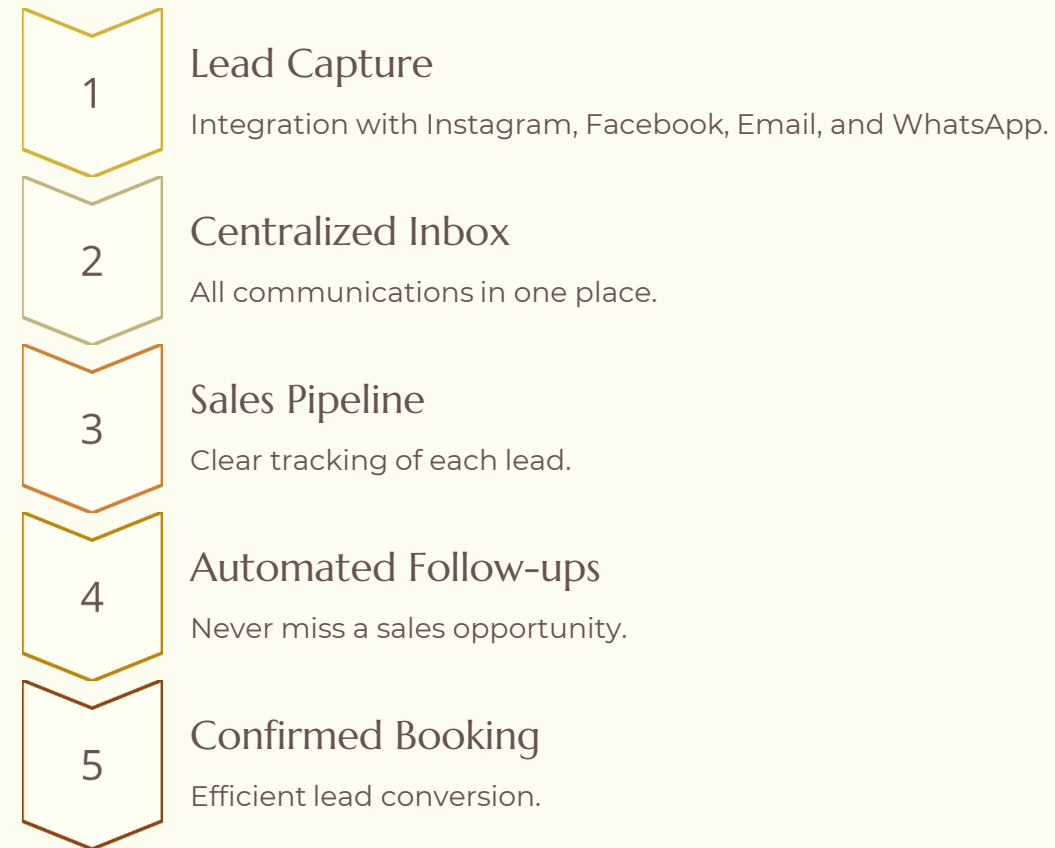 1
Lead Capture
Integration with Instagram, Facebook, Email, and WhatsApp.
2
Centralized Inbox
All communications in one place.
3
Sales Pipeline
Clear tracking of each lead.
4
Automated Follow-ups
Never miss a sales opportunity.
5
Confirmed Booking
Efficient lead conversion.